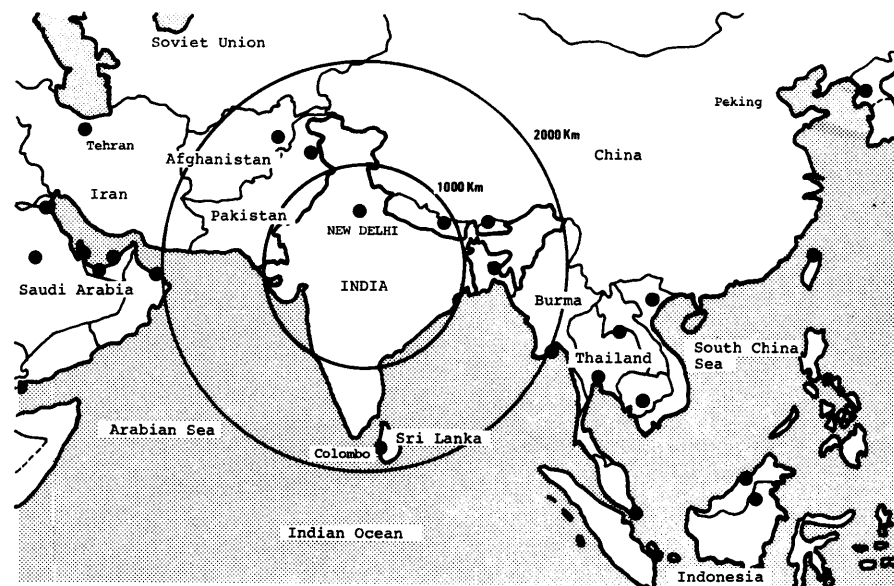 Soviet Union
Peking
2000 Km
Tehran
Afghanistan
China
1000 Km
Iran
Pakistan
NEW DELHI
INDIA
Saudi Arabia
Burma
South China
Sea
Thailand
Arabian Sea
Sri Lanka
Colombo
Indian Ocean
Indonesia